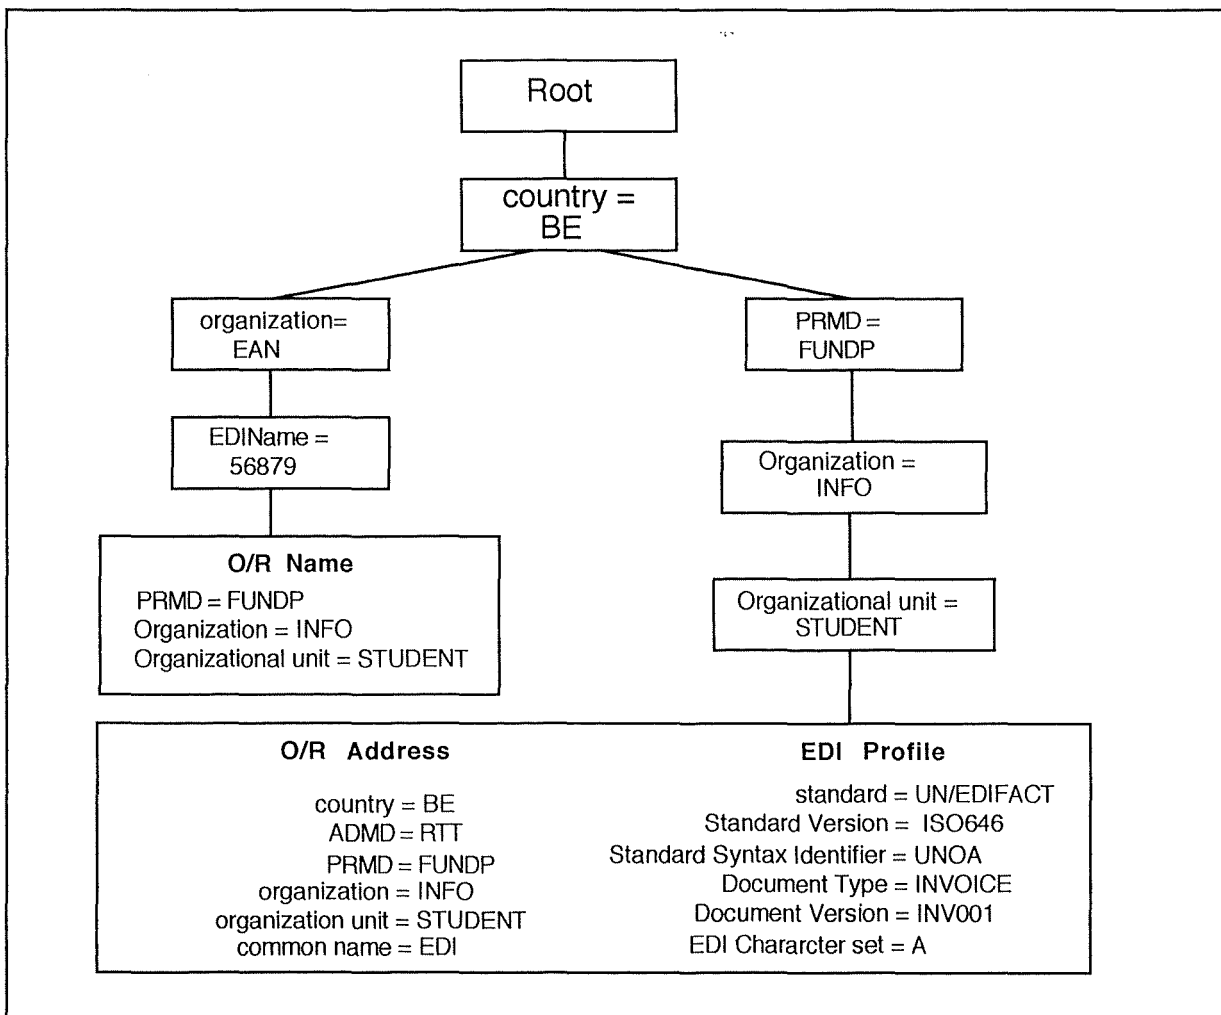 Root
country =
BE
organization=
EAN
PRMD =
FUNDP
EDIName =
56879
Organization =
INFO
O/R Name
PRMD = FUNDP
Organization = INFO
Organizational unit = STUDENT
Organizational unit =
STUDENT
O/R Address
country = BE
ADMD = RTT
PRMD = FUNDP
organization = INFO
organization unit = STUDENT
common name = EDI
EDI Profile
standard = UN/EDIFACT
Standard Version = ISO646
Standard Syntax Identifier = UNOA
Document Type = INVOICE
Document Version = INV001
EDI Chararcter set = A